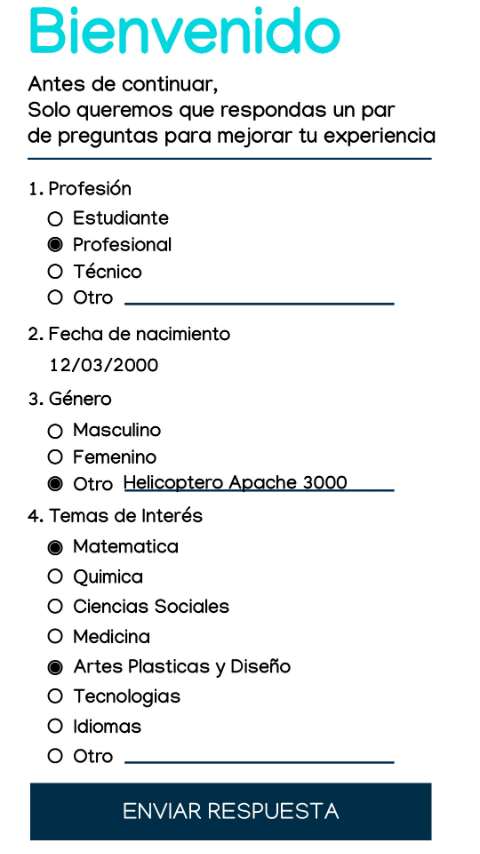 Bienvenido
Antes de continuar,
Solo queremos que respondas un par
de preguntas para mejorar tu experiencia
1. Profesión
Estudiante
Profesional
Técnico
Otro
2. Fecha de nacimiento
12/03/2000
3. Género
Masculino
Femenino
Otro Helicoptero Apache 3000
4. Temas de Interés
Matematica
Quimica
Ciencias Sociales
Medicina
Artes Plasticas y Diseño
Tecnologias
Idiomas
Otro
ENVIAR RESPUESTA